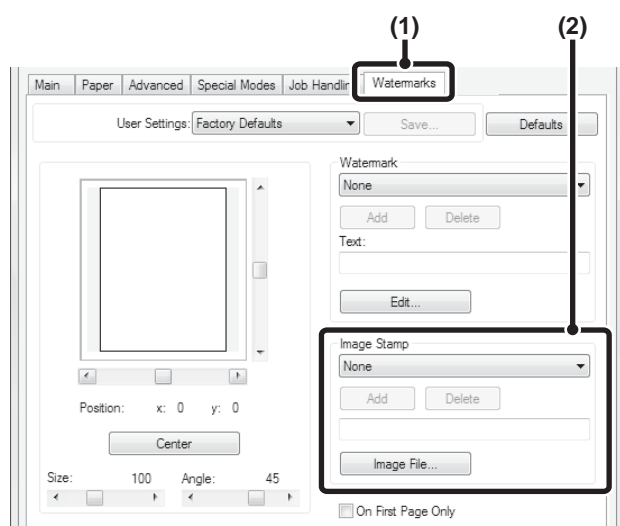 (1) (2)
Main Paper Advanced Special Modes Job Handlin Watermarks
User Settings: Factory Defaults Save... Defaults
Watermark
None
Add Delete
Text:
Edit...
Image Stamp
None
Add Delete
Image File...
Position: x: 0 y: 0
Center
Size: 100 Angle: 45
On First Page Only